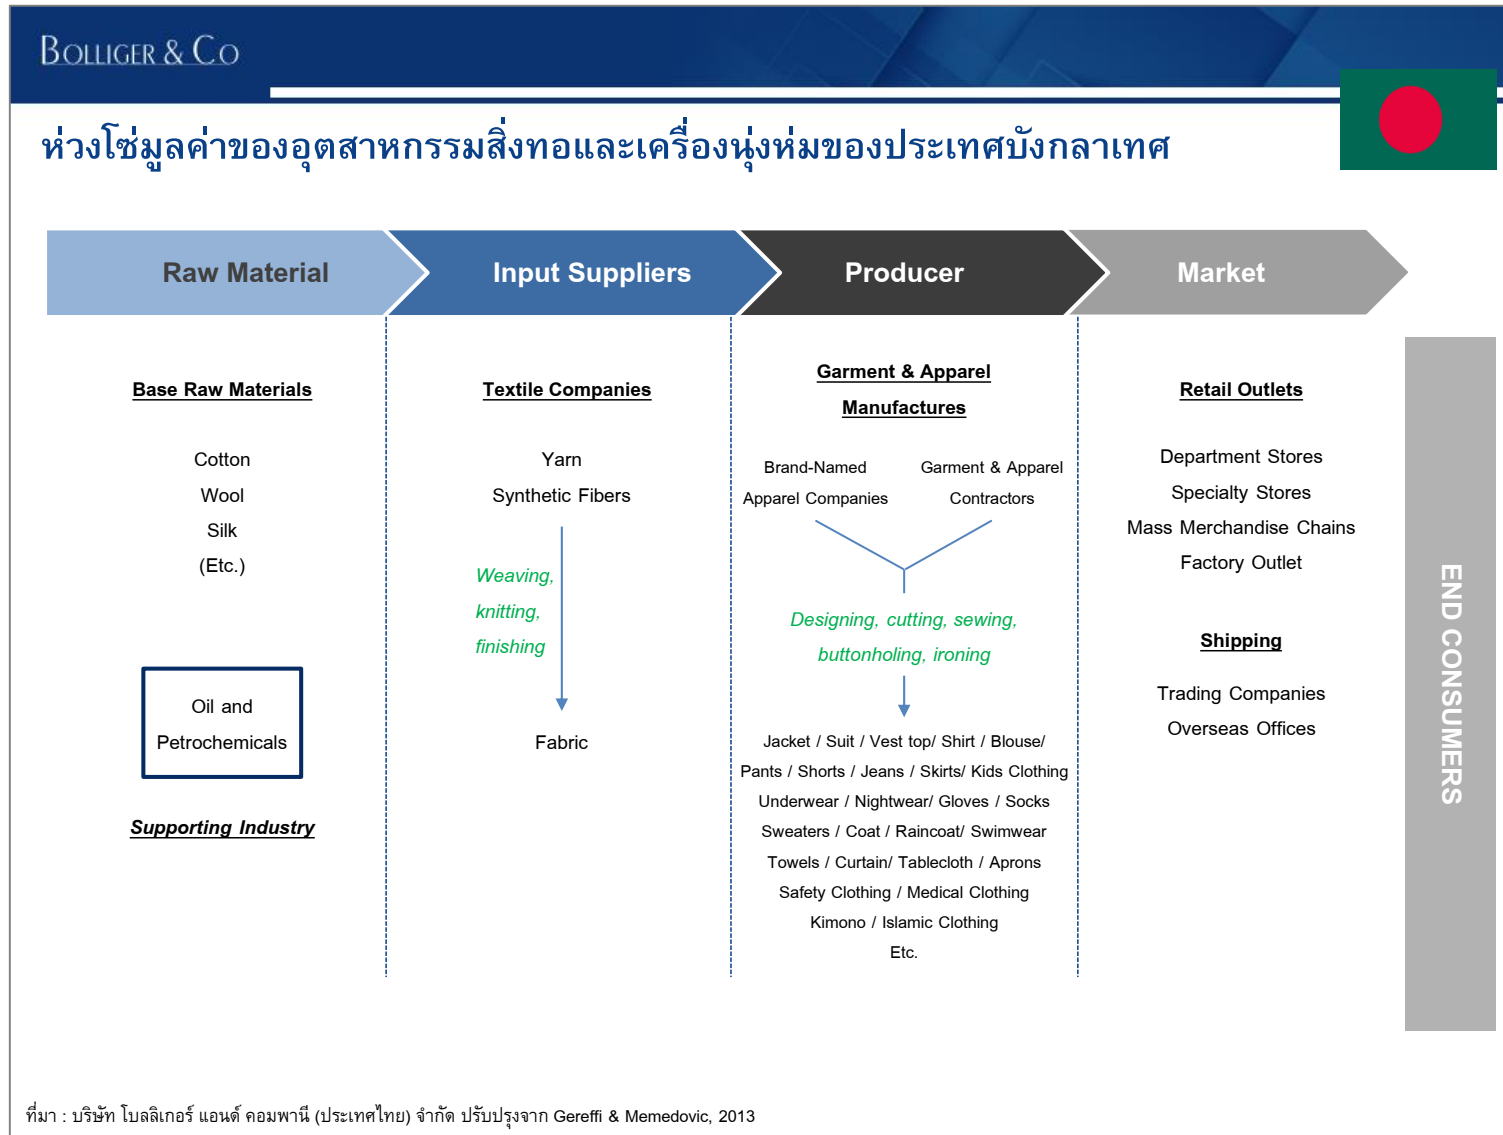 BOLLIGER & CO
ห่วงโซ่มูลค่าของอุตสาหกรรมสิ่งทอและเครื่องนุ่งห่มของประเทศบังกลาเทศ
Raw Material
Input Suppliers
Producer
Market
Base Raw Materials
Cotton
Wool
Silk
(Etc.)
Oil and
Petrochemicals
Supporting Industry
Textile Companies
Yarn
Synthetic Fibers
Weaving,
knitting,
finishing
Fabric
Garment & Apparel
Manufactures
Brand-Named
Apparel Companies
Garment & Apparel
Contractors
Designing, cutting, sewing,
buttonholing, ironing
Jacket / Suit / Vest top/ Shirt / Blouse/
Pants / Shorts / Jeans / Skirts/ Kids Clothing
Underwear / Nightwear/ Gloves / Socks
Sweaters / Coat / Raincoat/ Swimwear
Towels / Curtain/ Tablecloth / Aprons
Safety Clothing / Medical Clothing
Kimono / Islamic Clothing
Etc.
Retail Outlets
Department Stores
Specialty Stores
Mass Merchandise Chains
Factory Outlet
Shipping
Trading Companies
Overseas Offices
END CONSUMERS
ที่มา : บริษัท โบลลิเกอร์ แอนด์ คอมพานี (ประเทศไทย) จำกัด ปรับปรุงจาก Gereffi & Memedovic, 2013